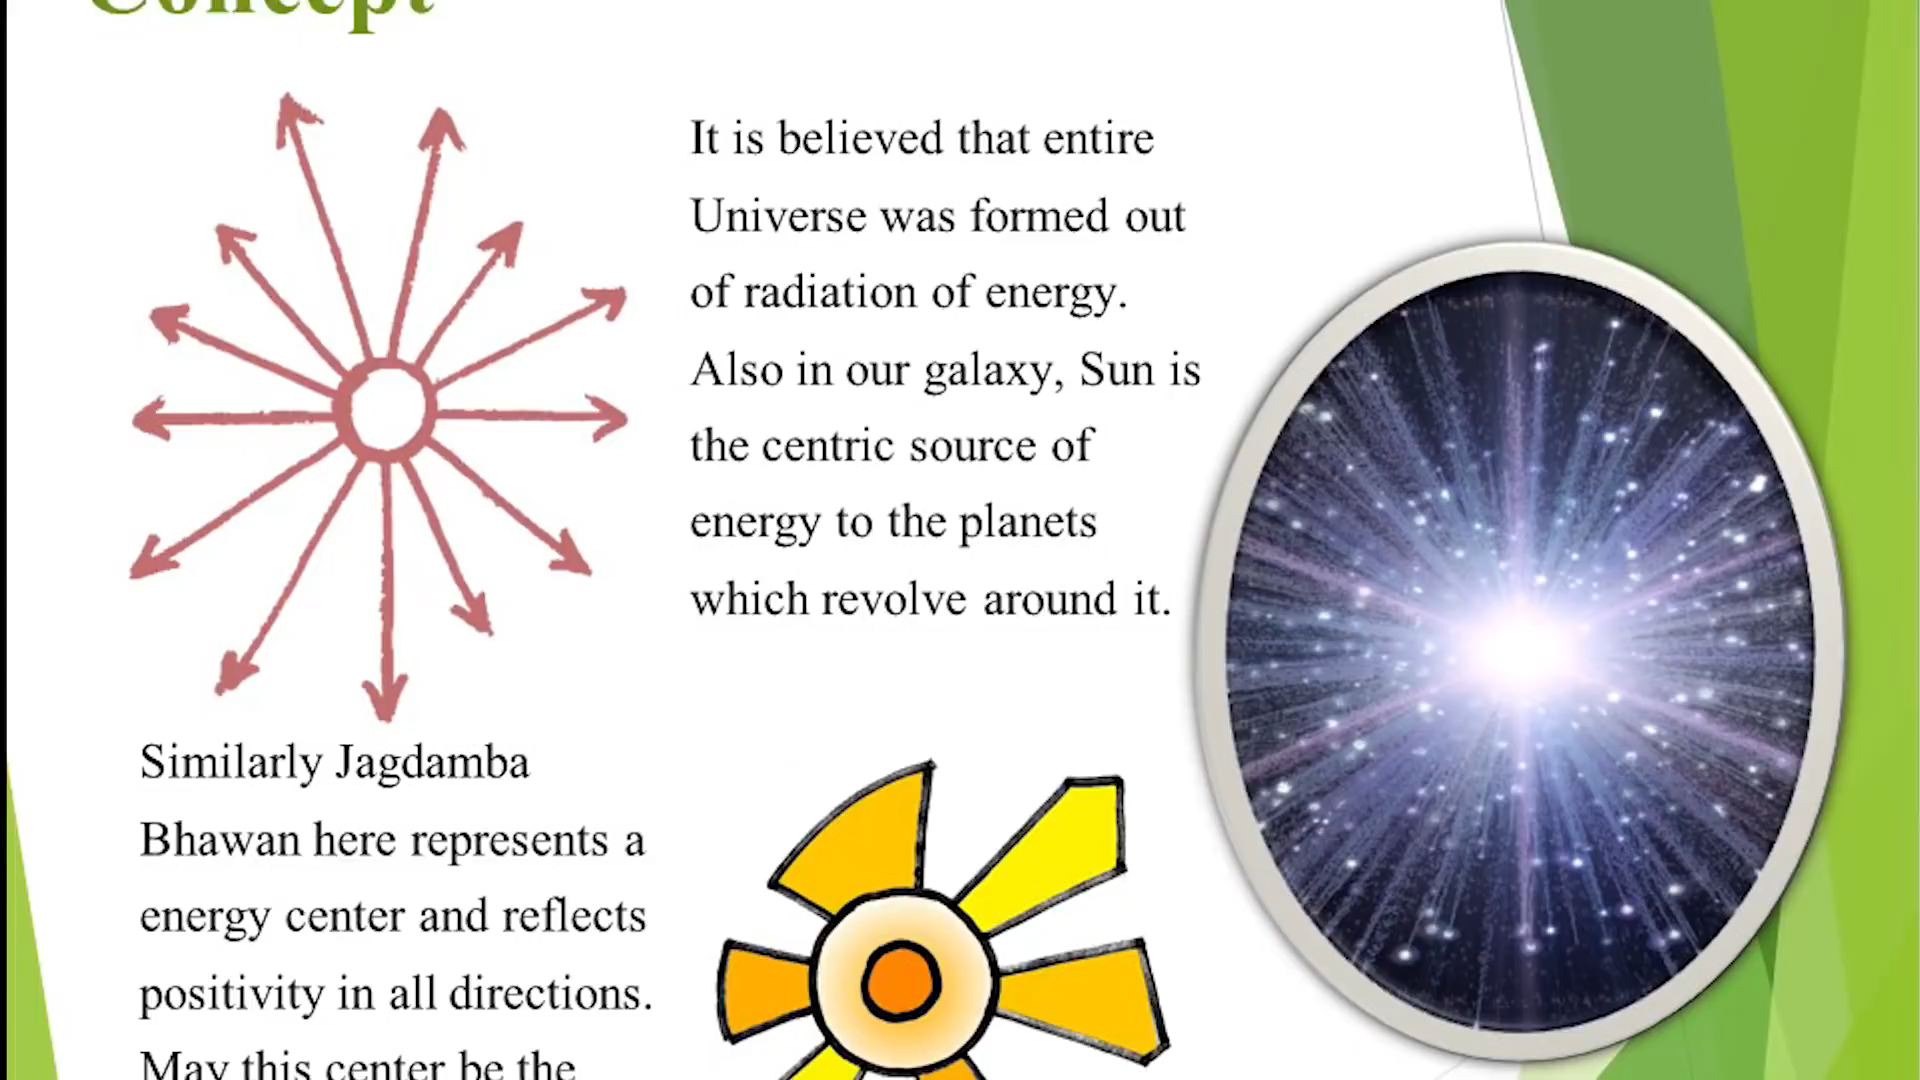 Concept
It is believed that entire
Universe was formed out
of radiation of energy.
Also in our galaxy, Sun is
the centric source of
energy to the planets
which revolve around it.
Similarly Jagdamba
Bhawan here represents a
energy center and reflects
positivity in all directions.
May this center be the